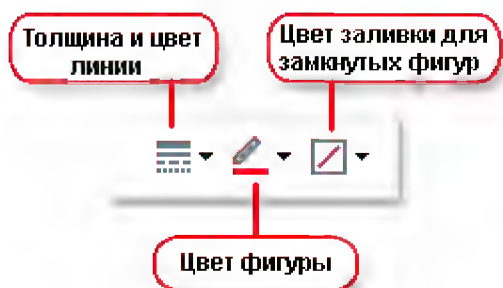 Толщина и цвет
линии
Цвет заливки для
замкнутых фигур
Цвет фигуры